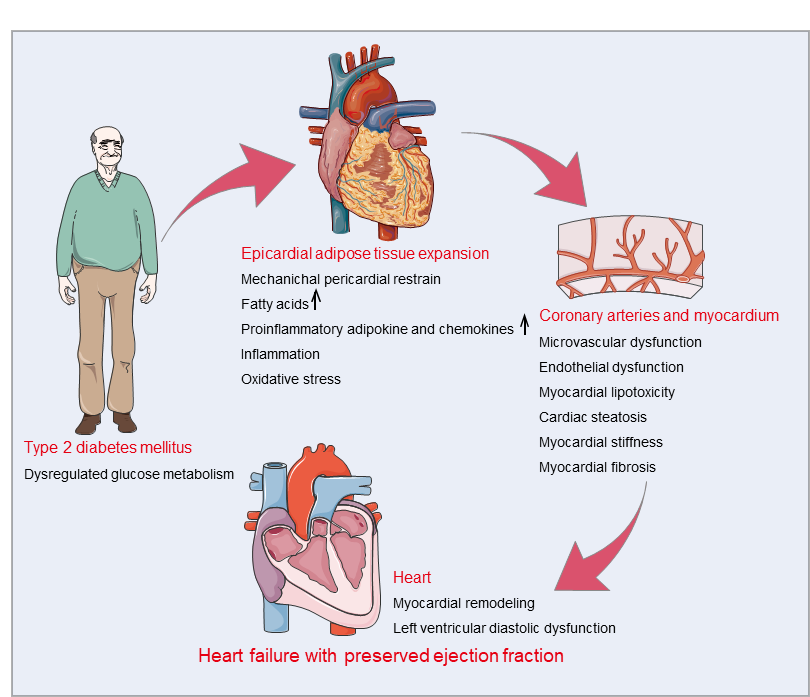 Epicardial adipose tissue expansion
Mechanichal pericardial restrain
Fatty acids
Proinflammatory adipokine and chemokines
Inflammation
Oxidative stress
Coronary arteries and myocardium
Microvascular dysfunction
Endothelial dysfunction
Myocardial lipotoxicity
Cardiac steatosis
Myocardial stiffness
Myocardial fibrosis
Type 2 diabetes mellitus
Dysregulated glucose metabolism
Heart
Myocardial remodeling
Left ventricular diastolic dysfunction
Heart failure with preserved ejection fraction